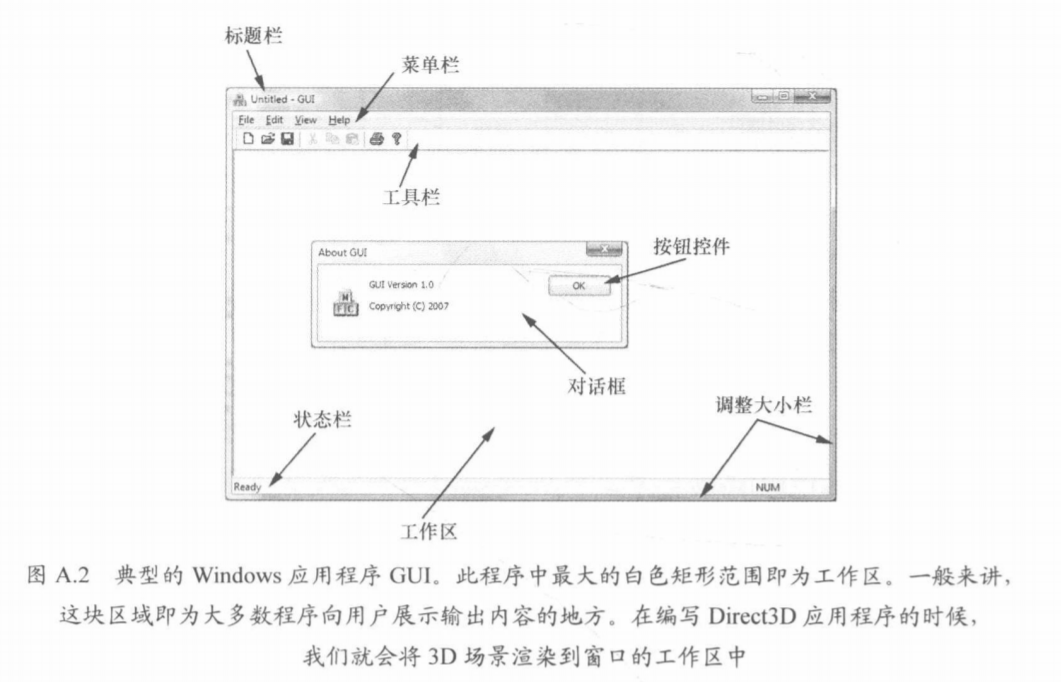 标题栏
菜单栏
Untitled - GUI
File Edit View Help
工具栏
按钮控件
About GUI
GUI Version 1.0
OK
Copyright (C) 2007
M
F C
对话框
调整大小栏
状态栏
Ready
NUM
工作区
图 A.2 典型的 Windows 应用程序 GUI。此程序中最大的白色矩形范围即为工作区。一般来讲，
这块区域即为大多数程序向用户展示输出内容的地方。在编写 Direct3D 应用程序的时候，
我们就会将 3D 场景渲染到窗口的工作区中